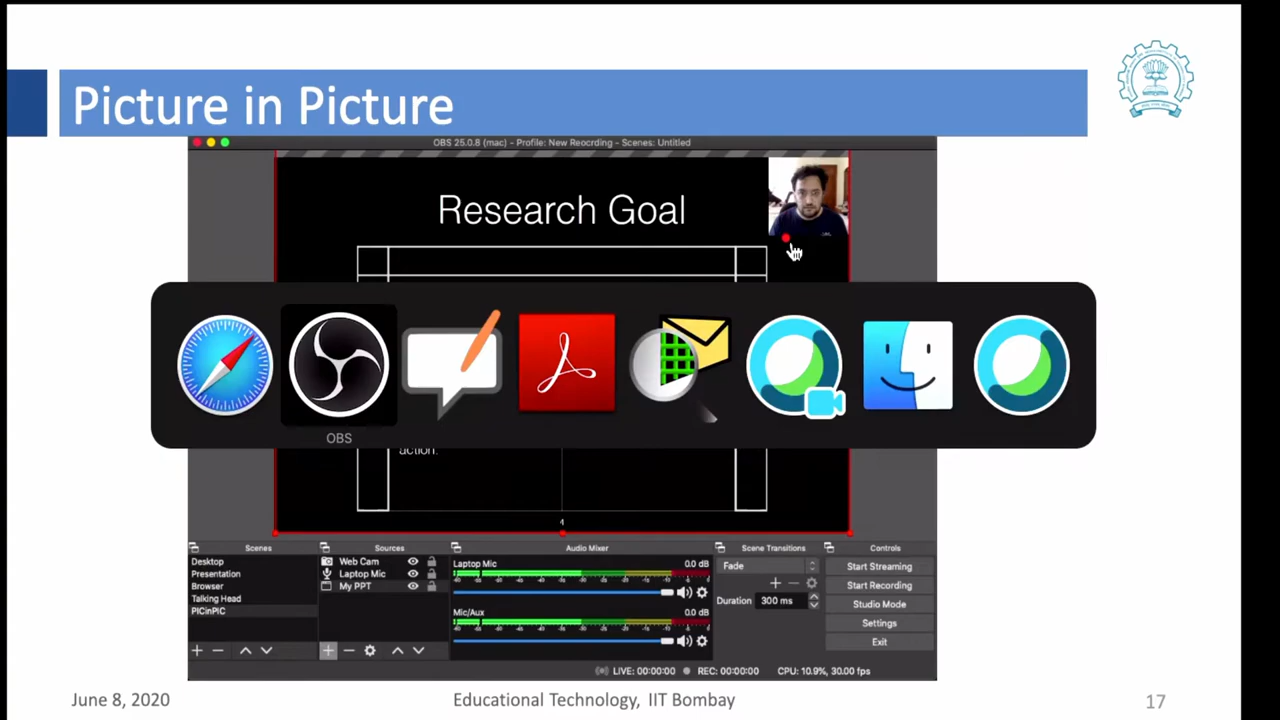 Picture in Picture
OBS 25.0.8 (mac) - Profile: New Reocrding - Scenes: Untitled
Research Goal
OBS
action.
4
Scenes
Sources
Audio Mixer
Scene Transitions
Controls
Desktop
Presentation
Browser
Talking Head
PICinPIC
Web Cam
Laptop Mic
My PPT
Laptop Mic
0.0 dB
Mic/Aux
0.0 dB
Fade
Duration
300 ms
Start Streaming
Start Recording
Studio Mode
Settings
Exit
LIVE: 00:00:00
REC: 00:00:00
CPU: 10.9%, 30.00 fps
June 8, 2020
Educational Technology, IIT Bombay
17